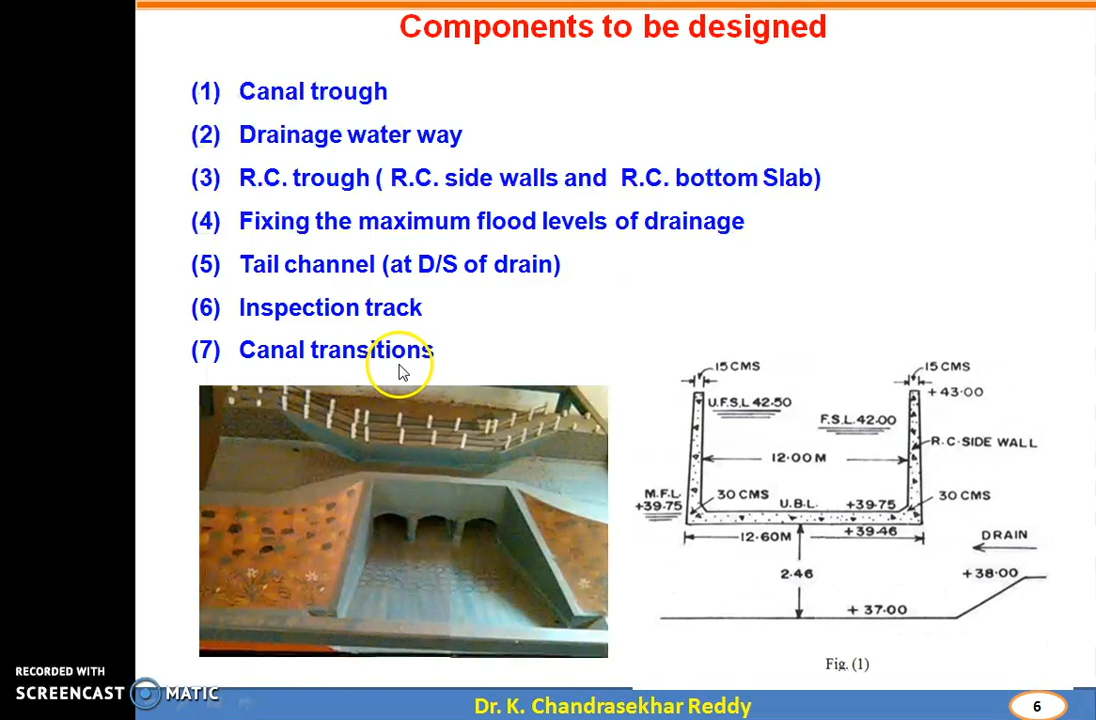 Components to be designed
(1) Canal trough
(2) Drainage water way
(3) R.C. trough ( R.C. side walls and R.C. bottom Slab)
(4) Fixing the maximum flood levels of drainage
(5) Tail channel (at D/S of drain)
(6) Inspection track
(7) Canal transitions
15 CMS 15 CMS
+ 43.00
U.F.S.L 42.50
F.S.L. 42.00
R.C. SIDE WALL
12.00 M
M.F.L. 30 CMS 30 CMS
+39.75 U.B.L. +39.75
12.60M +39.46
DRAIN
2.46 +38.00
+ 37.00
Fig. (1)
RECORDED WITH
SCREENCAST MATIC
Dr. K. Chandrasekhar Reddy
6